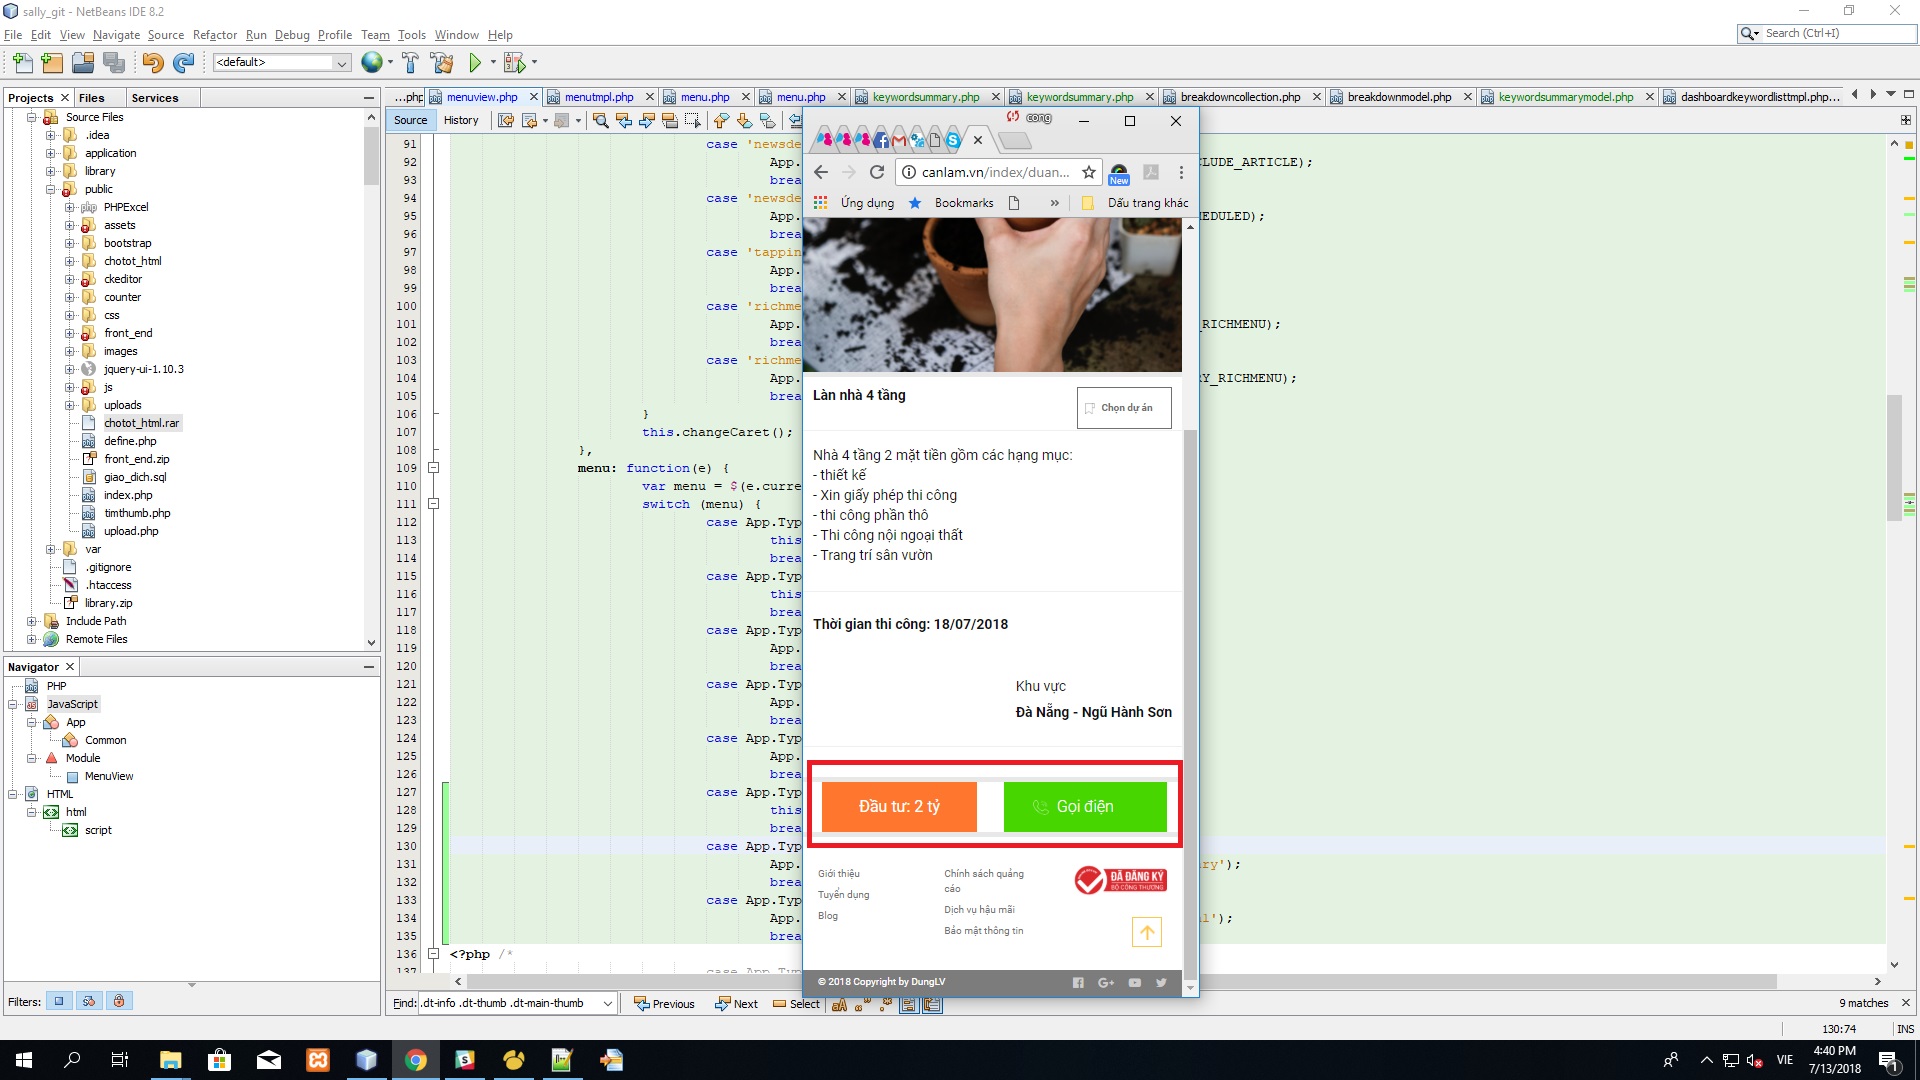 sally_git - NetBeans IDE 8.2
File Edit View Navigate Source Refactor Run Debug Profile Team Tools Window Help
Search (Ctrl+I)
<default>
Projects Files Services
Source Files
.idea
application
library
public
PHPExcel
assets
bootstrap
chotot_html
ckeditor
counter
css
front_end
images
jquery-ui-1.10.3
js
uploads
chotot_html.rar
define.php
front_end.zip
giao_dich.sql
index.php
timthumb.php
upload.php
var
.gitignore
.htaccess
library.zip
Include Path
Remote Files
Navigator
PHP
JavaScript
App
Common
Module
MenuView
HTML
html
script
Filters:
...php menuview.php menutmpl.php menu.php menu.php keywordsummary.php keywordsummary.php breakdowncollection.php breakdownmodel.php keywordsummarymodel.php dashboardkeywordlisttmpl.php...
Source History
91 case 'newsde
92 App. CLUDE_ARTICLE);
93 brea
94 case 'newsde
95 App. HEDULED);
96 brea
97 case 'tappin
98 App.
99 brea
100 case 'richme
101 App. RICHMENU);
102 brea
103 case 'richme
104 App. RY_RICHMENU);
105 brea
106 }
107 this.changeCaret();
108 },
109 menu: function(e) {
110 var menu = $(e.curre
111 switch (menu) {
112 case App.Typ
113 this
114 brea
115 case App.Typ
116 this
117 brea
118 case App.Typ
119 App.
120 brea
121 case App.Typ
122 App.
123 brea
124 case App.Typ
125 App.
126 brea
127 case App.Typ
128 this
129 brea
130 case App.Typ
131 App. ry');
132 brea
133 case App.Typ
134 App. l');
135 brea
136 <?php /*
137 case App.Type
Find: .dt-info .dt-thumb .dt-main-thumb Previous Next Select aA 9 matches
130:74 INS
cong
canlam.vn/index/duan...
New
Ứng dụng Bookmarks » Dấu trang khác
Làn nhà 4 tầng
Chọn dự án
Nhà 4 tầng 2 mặt tiền gồm các hạng mục:
- thiết kế
- Xin giấy phép thi công
- thi công phần thô
- Thi công nội ngoại thất
- Trang trí sân vườn
Thời gian thi công: 18/07/2018
Khu vực
Đà Nẵng - Ngũ Hành Sơn
Đầu tư: 2 tỷ
Gọi điện
Giới thiệu
Tuyển dụng
Blog
Chính sách quảng
cáo
Dịch vụ hậu mãi
Bảo mật thông tin
ĐÃ ĐĂNG KÝ
BỘ CÔNG THƯƠNG
© 2018 Copyright by DungLV
VIE
4:40 PM
7/13/2018
1